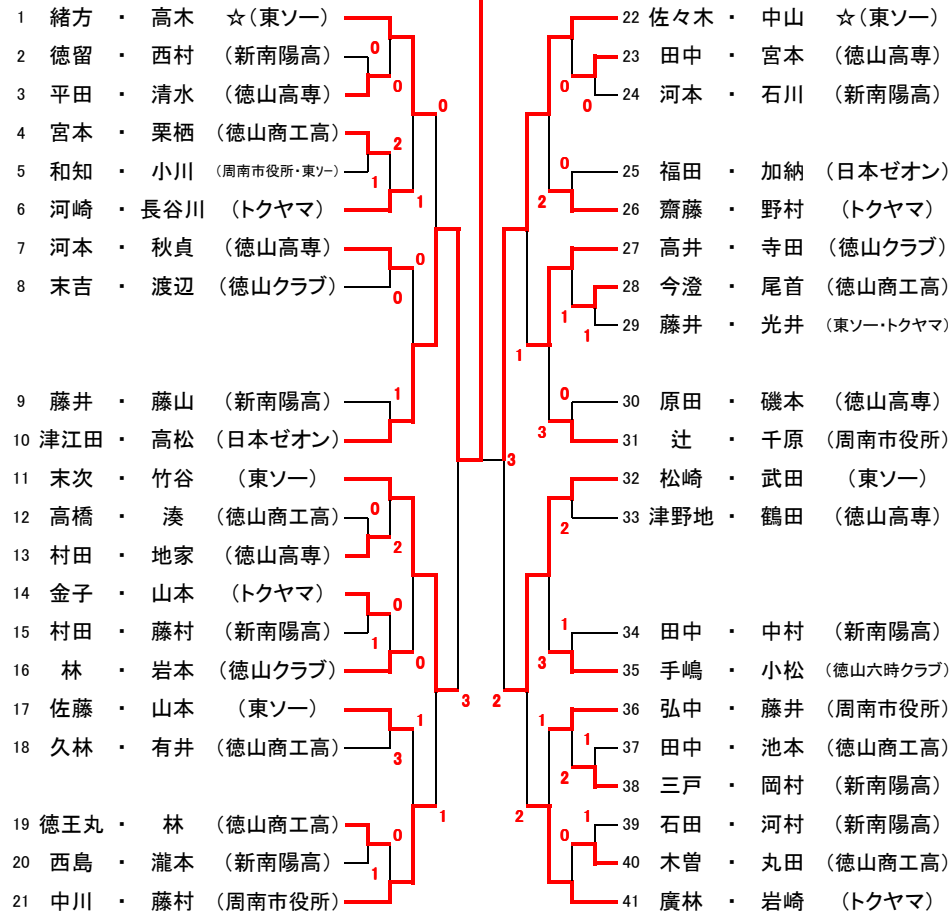 1 緒方 ・ 高木 ☆(東ソー)
2 徳留 ・ 西村 (新南陽高)
3 平田 ・ 清水 (徳山高専)
4 宮本 ・ 栗栖 (徳山商工高)
5 和知 ・ 小川 (周南市役所・東ソー)
6 河崎 ・ 長谷川 (トクヤマ)
7 河本 ・ 秋貞 (徳山高専)
8 末吉 ・ 渡辺 (徳山クラブ)
9 藤井 ・ 藤山 (新南陽高)
10 津江田 ・ 高松 (日本ゼオン)
11 末次 ・ 竹谷 (東ソー)
12 高橋 ・ 湊 (徳山商工高)
13 村田 ・ 地家 (徳山高専)
14 金子 ・ 山本 (トクヤマ)
15 村田 ・ 藤村 (新南陽高)
16 林 ・ 岩本 (徳山クラブ)
17 佐藤 ・ 山本 (東ソー)
18 久林 ・ 有井 (徳山商工高)
19 徳王丸 ・ 林 (徳山商工高)
20 西島 ・ 瀧本 (新南陽高)
21 中川 ・ 藤村 (周南市役所)
0
0
0
2
1
1
0
0
1
0
2
0
1
0
3
1
3
0
1
1
22 佐々木 ・ 中山 ☆(東ソー)
23 田中 ・ 宮本 (徳山高専)
24 河本 ・ 石川 (新南陽高)
25 福田 ・ 加納 (日本ゼオン)
26 齋藤 ・ 野村 (トクヤマ)
27 高井 ・ 寺田 (徳山クラブ)
28 今澄 ・ 尾首 (徳山商工高)
29 藤井 ・ 光井 (東ソー・トクヤマ)
30 原田 ・ 磯本 (徳山高専)
31 辻 ・ 千原 (周南市役所)
32 松崎 ・ 武田 (東ソー)
33 津野地 ・ 鶴田 (徳山高専)
34 田中 ・ 中村 (新南陽高)
35 手嶋 ・ 小松 (徳山六時クラブ)
36 弘中 ・ 藤井 (周南市役所)
37 田中 ・ 池本 (徳山商工高)
38 三戸 ・ 岡村 (新南陽高)
39 石田 ・ 河村 (新南陽高)
40 木曽 ・ 丸田 (徳山商工高)
41 廣林 ・ 岩崎 (トクヤマ)
0
0
0
2
1
1
1
0
3
3
2
1
3
2
1
1
2
2
1
0